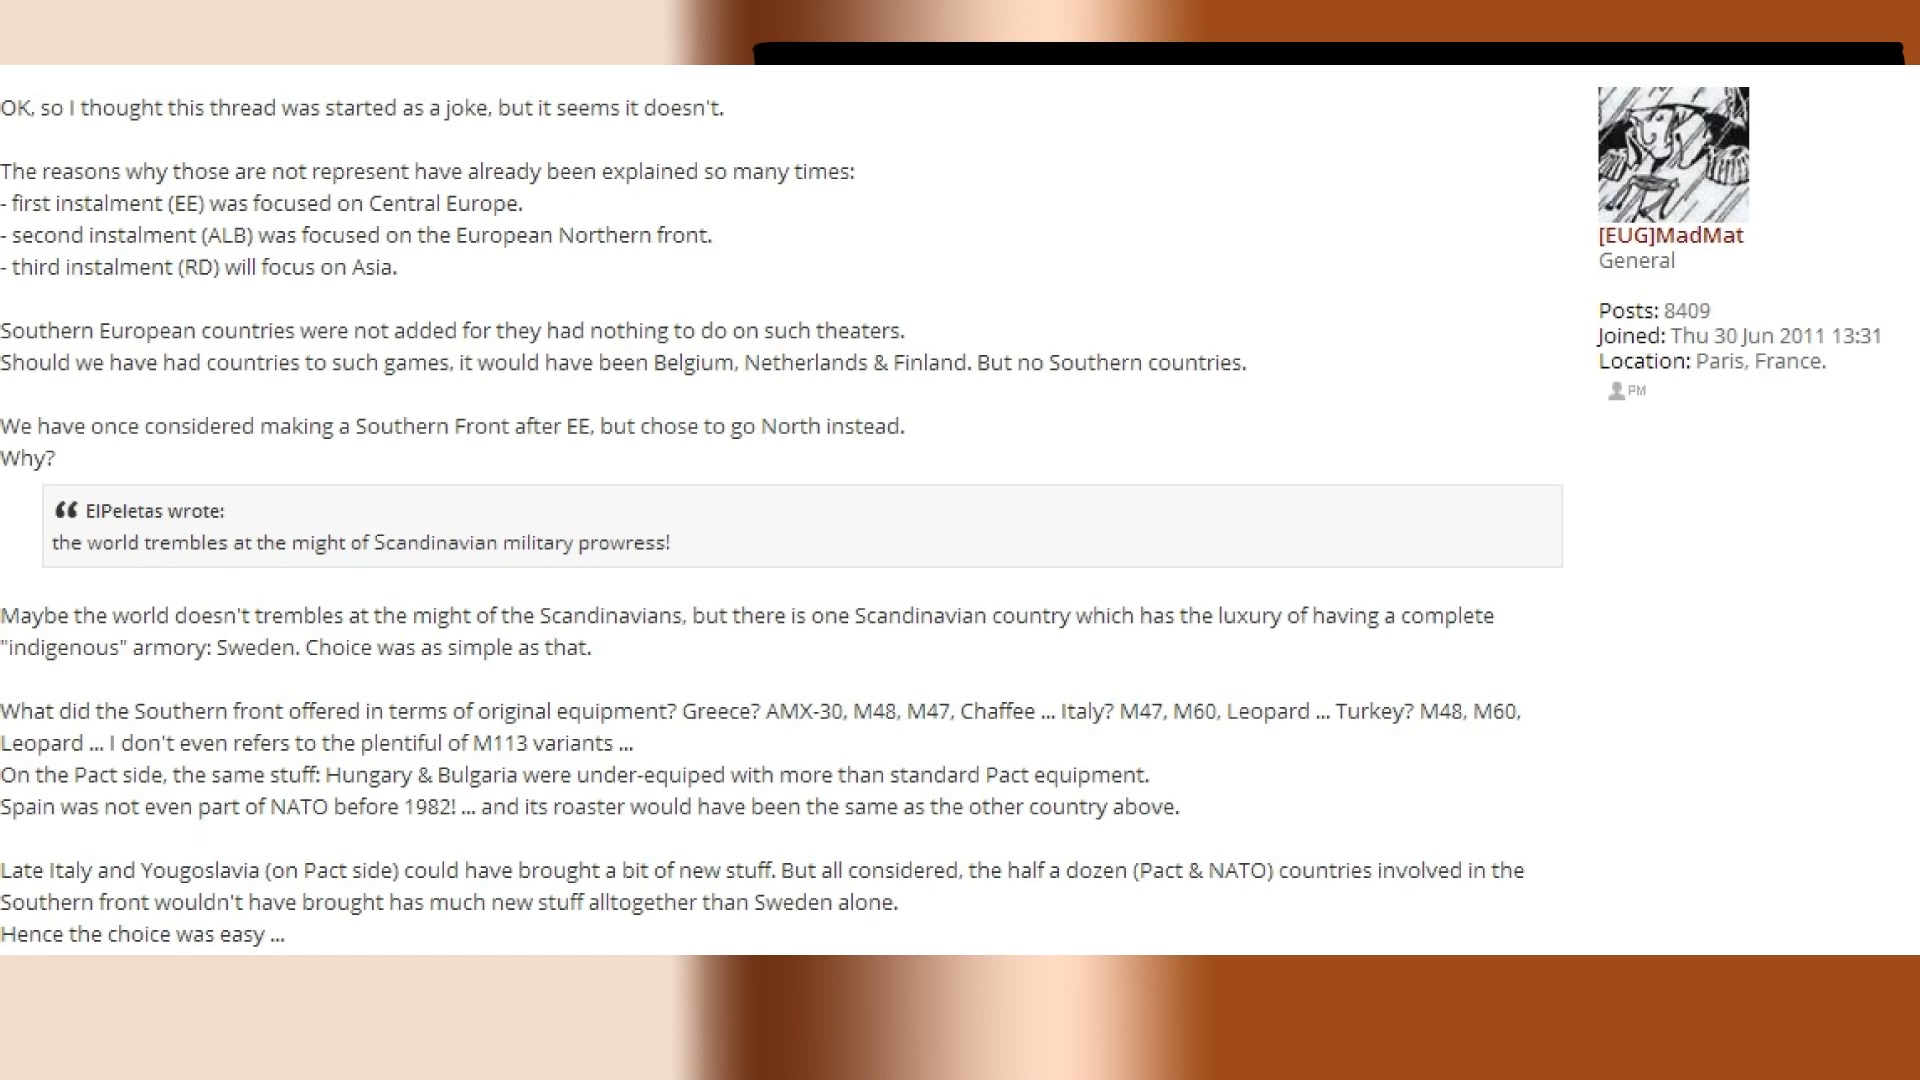 OK, so I thought this thread was started as a joke, but it seems it doesn't.
The reasons why those are not represent have already been explained so many times:
- first instalment (EE) was focused on Central Europe.
- second instalment (ALB) was focused on the European Northern front.
- third instalment (RD) will focus on Asia.
Southern European countries were not added for they had nothing to do on such theaters.
Should we have had countries to such games, it would have been Belgium, Netherlands & Finland. But no Southern countries.
We have once considered making a Southern Front after EE, but chose to go North instead.
Why?
ElPeletas wrote:
the world trembles at the might of Scandinavian military prowress!
Maybe the world doesn't trembles at the might of the Scandinavians, but there is one Scandinavian country which has the luxury of having a complete
"indigenous" armory: Sweden. Choice was as simple as that.
What did the Southern front offered in terms of original equipment? Greece? AMX-30, M48, M47, Chaffee ... Italy? M47, M60, Leopard ... Turkey? M48, M60,
Leopard ... I don't even refers to the plentiful of M113 variants ...
On the Pact side, the same stuff: Hungary & Bulgaria were under-equiped with more than standard Pact equipment.
Spain was not even part of NATO before 1982! ... and its roaster would have been the same as the other country above.
Late Italy and Yougoslavia (on Pact side) could have brought a bit of new stuff. But all considered, the half a dozen (Pact & NATO) countries involved in the
Southern front wouldn't have brought has much new stuff alltogether than Sweden alone.
Hence the choice was easy ...
[EUG]MadMat
General
Posts: 8409
Joined: Thu 30 Jun 2011 13:31
Location: Paris, France.
PM